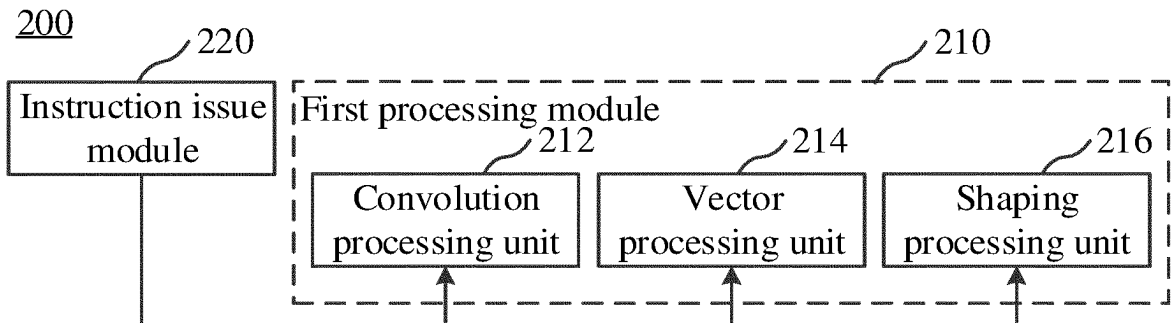 200
220
210
Instruction issue
module
First processing module
212
214
216
Convolution
processing unit
Vector
processing unit
Shaping
processing unit